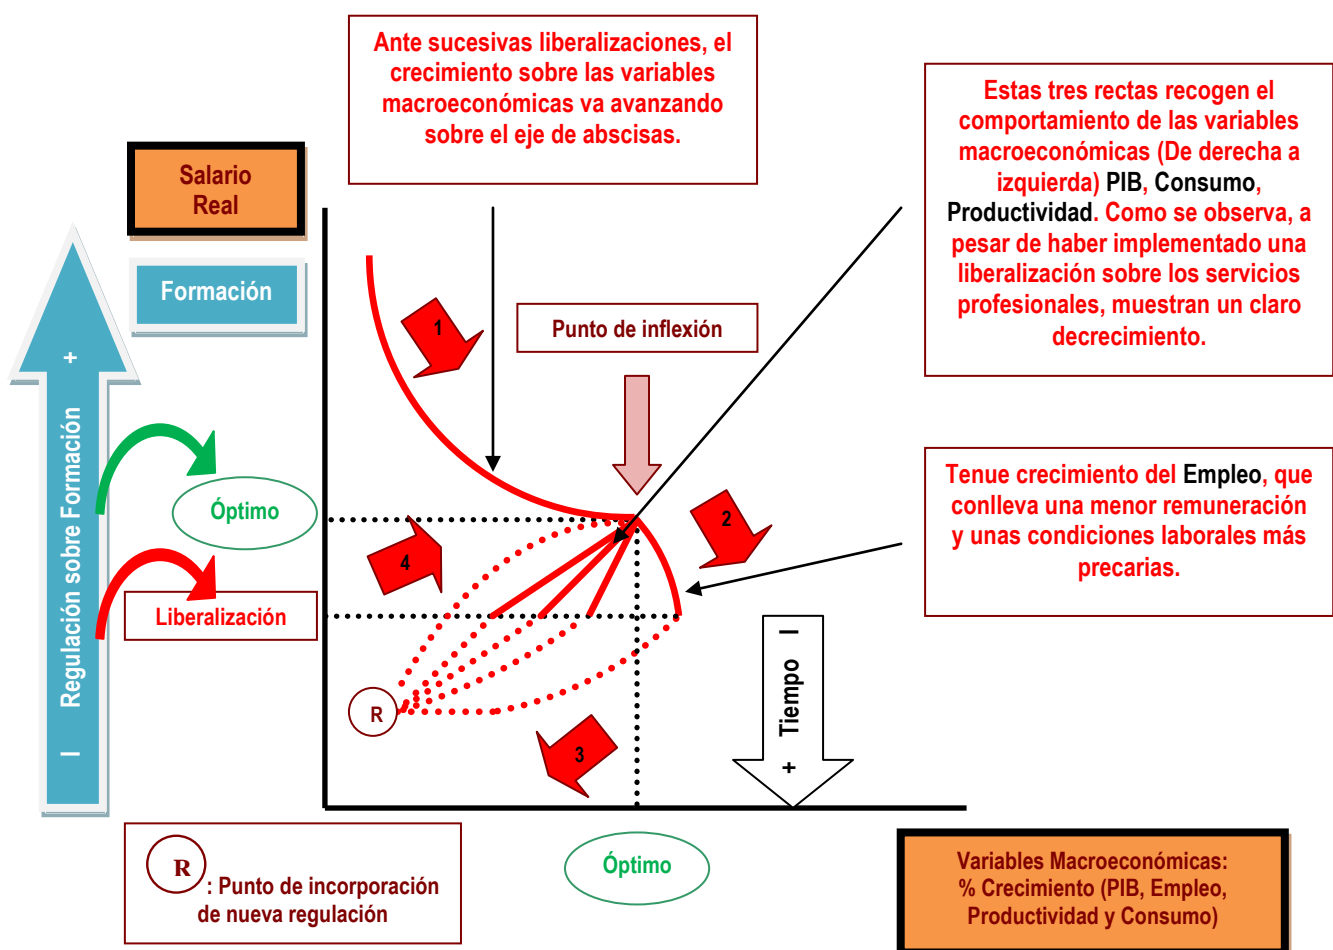 Ante sucesivas liberalizaciones, el
crecimiento sobre las variables
macroeconómicas va avanzando
sobre el eje de abscisas.
Estas tres rectas recogen el
comportamiento de las variables
macroeconómicas (De derecha a
izquierda) PIB, Consumo,
Productividad. Como se observa, a
pesar de haber implementado una
liberalización sobre los servicios
profesionales, muestran un claro
decrecimiento.
Salario
Real
Formación
1
Punto de inflexión
I Regulación sobre Formación +
Óptimo
2
Tenue crecimiento del Empleo, que
conlleva una menor remuneración
y unas condiciones laborales más
precarias.
4
Liberalización
+ Tiempo I
R
3
R
: Punto de incorporación
de nueva regulación
Óptimo
Variables Macroeconómicas:
% Crecimiento (PIB, Empleo,
Productividad y Consumo)